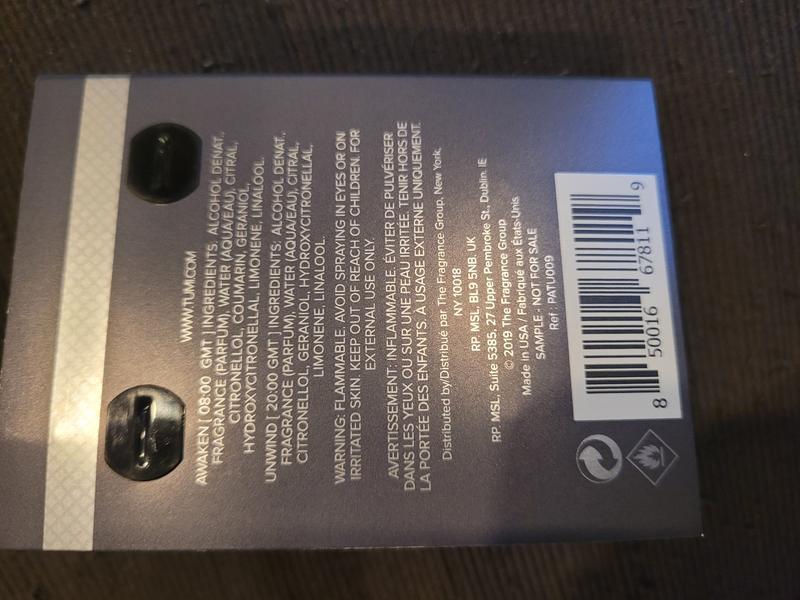 WWW.TUMI.COM
AWAKEN | 08:00 GMT | INGREDIENTS: ALCOHOL DENAT.,
FRAGRANCE (PARFUM), WATER (AQUA/EAU), CITRAL,
CITRONELLOL, COUMARIN, GERANIOL,
HYDROXYCITRONELLAL, LIMONENE, LINALOOL.
UNWIND | 20:00 GMT | INGREDIENTS: ALCOHOL DENAT.,
FRAGRANCE (PARFUM), WATER (AQUA/EAU), CITRAL,
CITRONELLOL, GERANIOL, HYDROXYCITRONELLAL,
LIMONENE, LINALOOL.
WARNING: FLAMMABLE. AVOID SPRAYING IN EYES OR ON
IRRITATED SKIN. KEEP OUT OF REACH OF CHILDREN. FOR
EXTERNAL USE ONLY.
AVERTISSEMENT: INFLAMMABLE. ÉVITER DE PULVÉRISER
DANS LES YEUX OU SUR UNE PEAU IRRITÉE. TENIR HORS DE
LA PORTÉE DES ENFANTS. À USAGE EXTERNE UNIQUEMENT.
Distributed by/Distribué par The Fragrance Group, New York,
NY 10018
RP. MSL, BL9 5NB. UK
RP. MSL, Suite 5385, 27 Upper Pembroke St., Dublin. IE
© 2019 The Fragrance Group
Made in USA / Fabriqué aux États-Unis
SAMPLE - NOT FOR SALE
Ref : PATU009
8 50016 67811 9